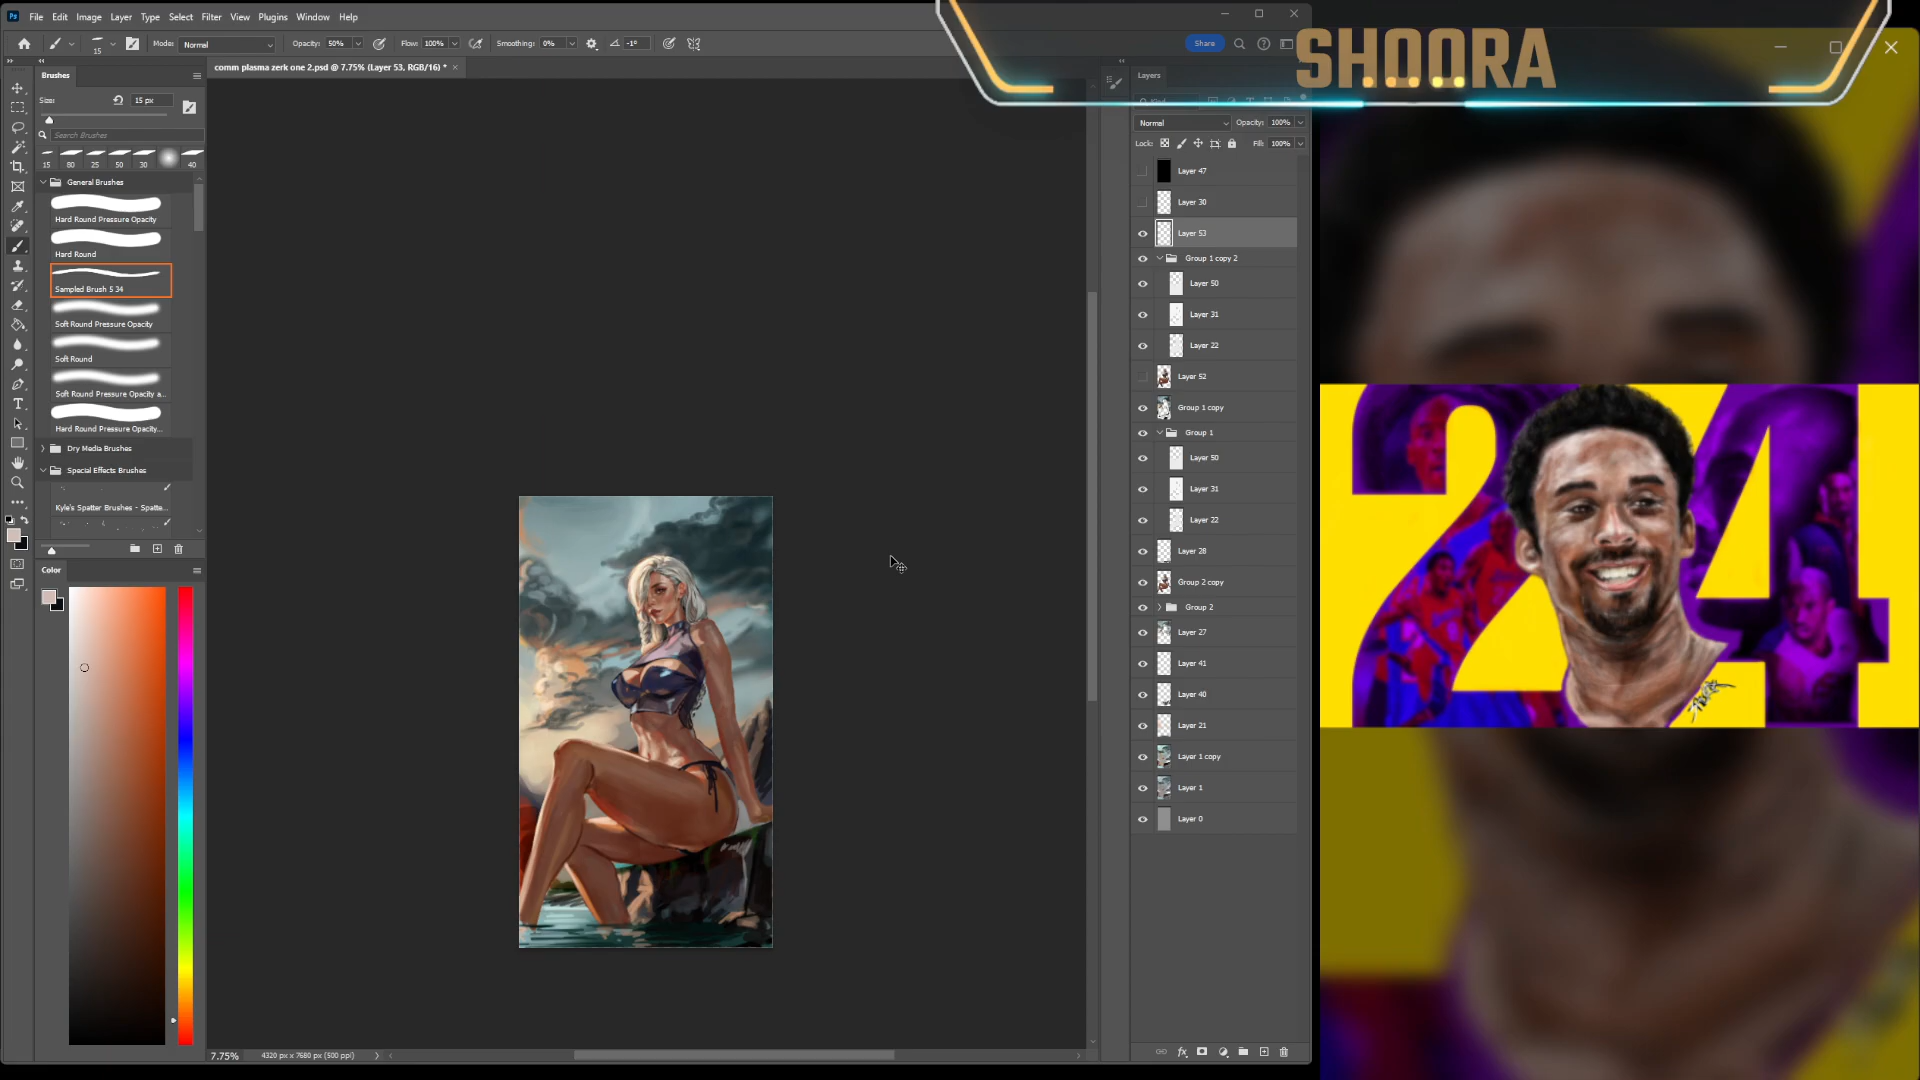 File Edit Image Layer Type Select Filter View Plugins Window Help
15 Mode: Normal Opacity: 50% Flow: 100% Smoothing: 0% -1° Share
SHOORA
comm plasma zerk one 2.psd @ 7.75% (Layer 53, RGB/16) *
Brushes
Size: 15 px
Search Brushes
15 80 25 50 30 40
General Brushes
Hard Round Pressure Opacity
Hard Round
Sampled Brush 5 34
Soft Round Pressure Opacity
Soft Round
Soft Round Pressure Opacity a...
Hard Round Pressure Opacity...
Dry Media Brushes
Special Effects Brushes
Kyle's Spatter Brushes - Spatte...
Color
7.75% 4320 px x 7680 px (500 ppi)
Layers
Normal Opacity: 100%
Lock: Fill: 100%
Layer 47
Layer 30
Layer 53
Group 1 copy 2
Layer 50
Layer 31
Layer 22
Layer 52
Group 1 copy
Group 1
Layer 50
Layer 31
Layer 22
Layer 28
Group 2 copy
Group 2
Layer 27
Layer 41
Layer 40
Layer 21
Layer 1 copy
Layer 1
Layer 0
24